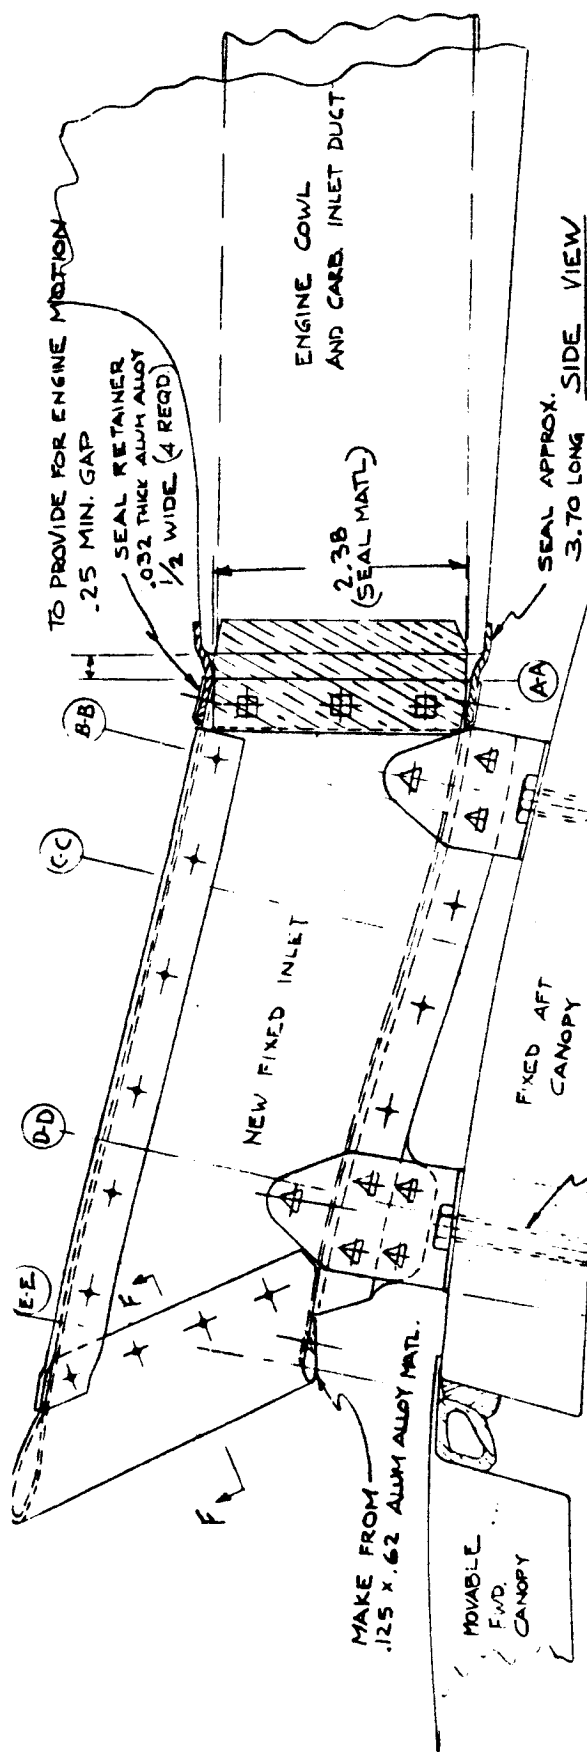 TO PROVIDE FOR ENGINE MOTION
.25 MIN. GAP
SEAL RETAINER
.032 THICK ALUM ALLOY
1/2 WIDE (4 REQD.)
ENGINE COWL
AND CARB. INLET DUCT
2.38
(SEAL MATL)
SEAL APPROX.
3.70 LONG
SIDE VIEW
A-A
B-B
C-C
D-D
E-E
F
F
NEW FIXED INLET
FIXED AFT
CANOPY
MAKE FROM
.125 X .62 ALUM ALLOY MATL.
MOVABLE
FWD.
CANOPY